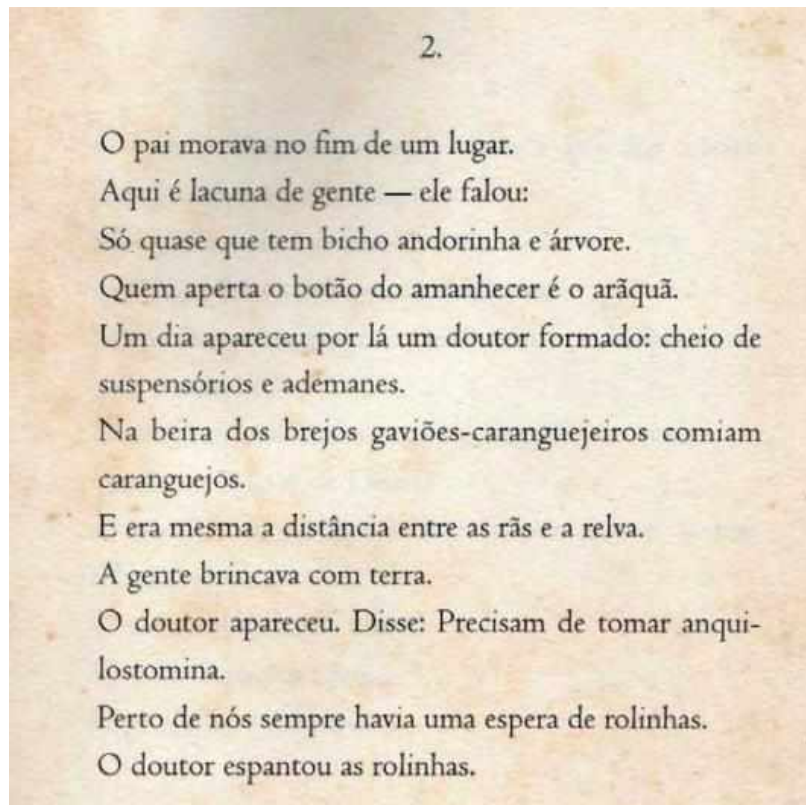 2.
O pai morava no fim de um lugar.
Aqui é lacuna de gente — ele falou:
Só quase que tem bicho andorinha e árvore.
Quem aperta o botão do amanhecer é o arãquã.
Um dia apareceu por lá um doutor formado: cheio de
suspensórios e ademanes.
Na beira dos brejos gaviões-caranguejeiros comiam
caranguejos.
E era mesma a distância entre as rãs e a relva.
A gente brincava com terra.
O doutor apareceu. Disse: Precisam de tomar anqui-
lostomina.
Perto de nós sempre havia uma espera de rolinhas.
O doutor espantou as rolinhas.